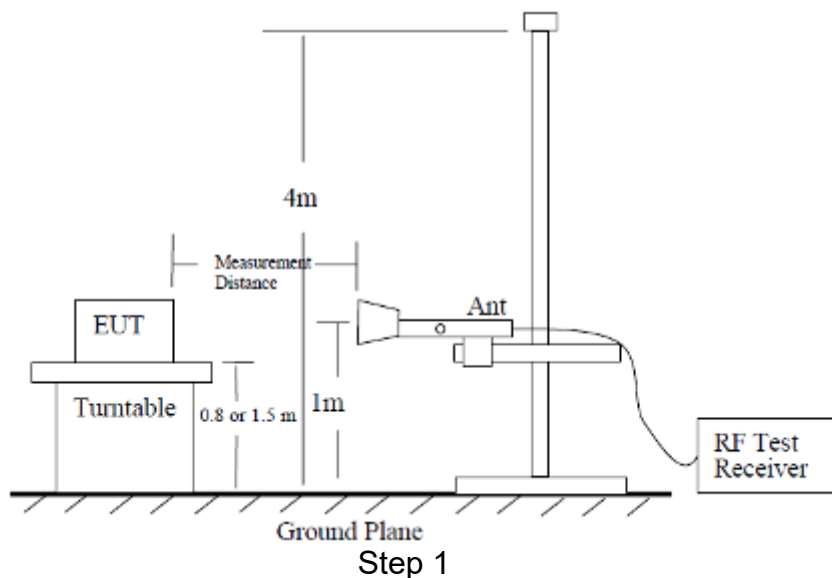 4m
Measurement
Distance
EUT
Ant
Turntable
0.8 or 1.5 m
1m
RF Test
Receiver
Ground Plane
Step 1